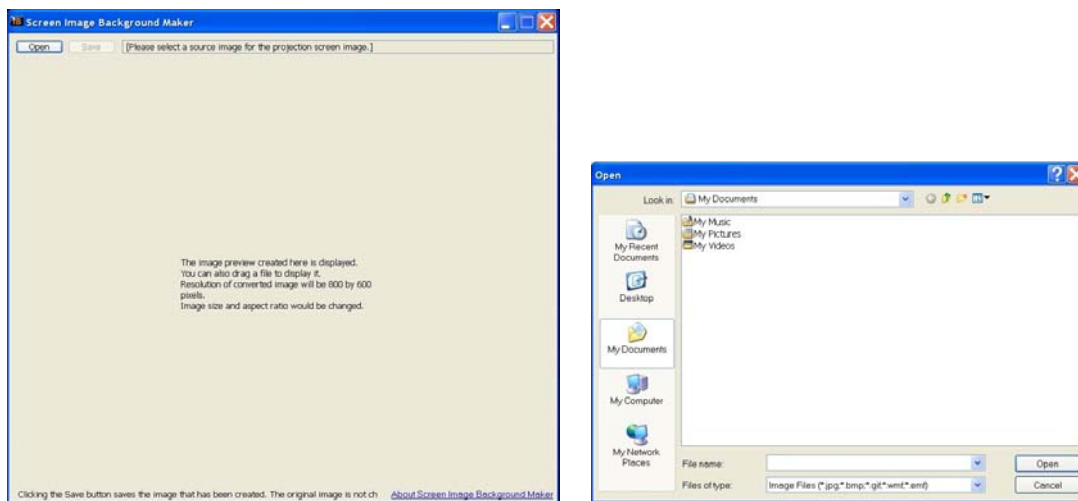 Screen Image Background Maker
Open Save [Please select a source image for the projection screen image.]
The image preview created here is displayed.
You can also drag a file to display it.
Resolution of converted image will be 800 by 600
pixels.
Image size and aspect ratio would be changed.
Clicking the Save button saves the image that has been created. The original image is not ch About Screen Image Background Maker
Open
Look in: My Documents
My Recent
Documents
Desktop
My Documents
My Computer
My Network
Places
My Music
My Pictures
My Videos
File name: Open
Files of type: Image Files (*.jpg;*.bmp;*.gif;*.wmf;*.emf) Cancel